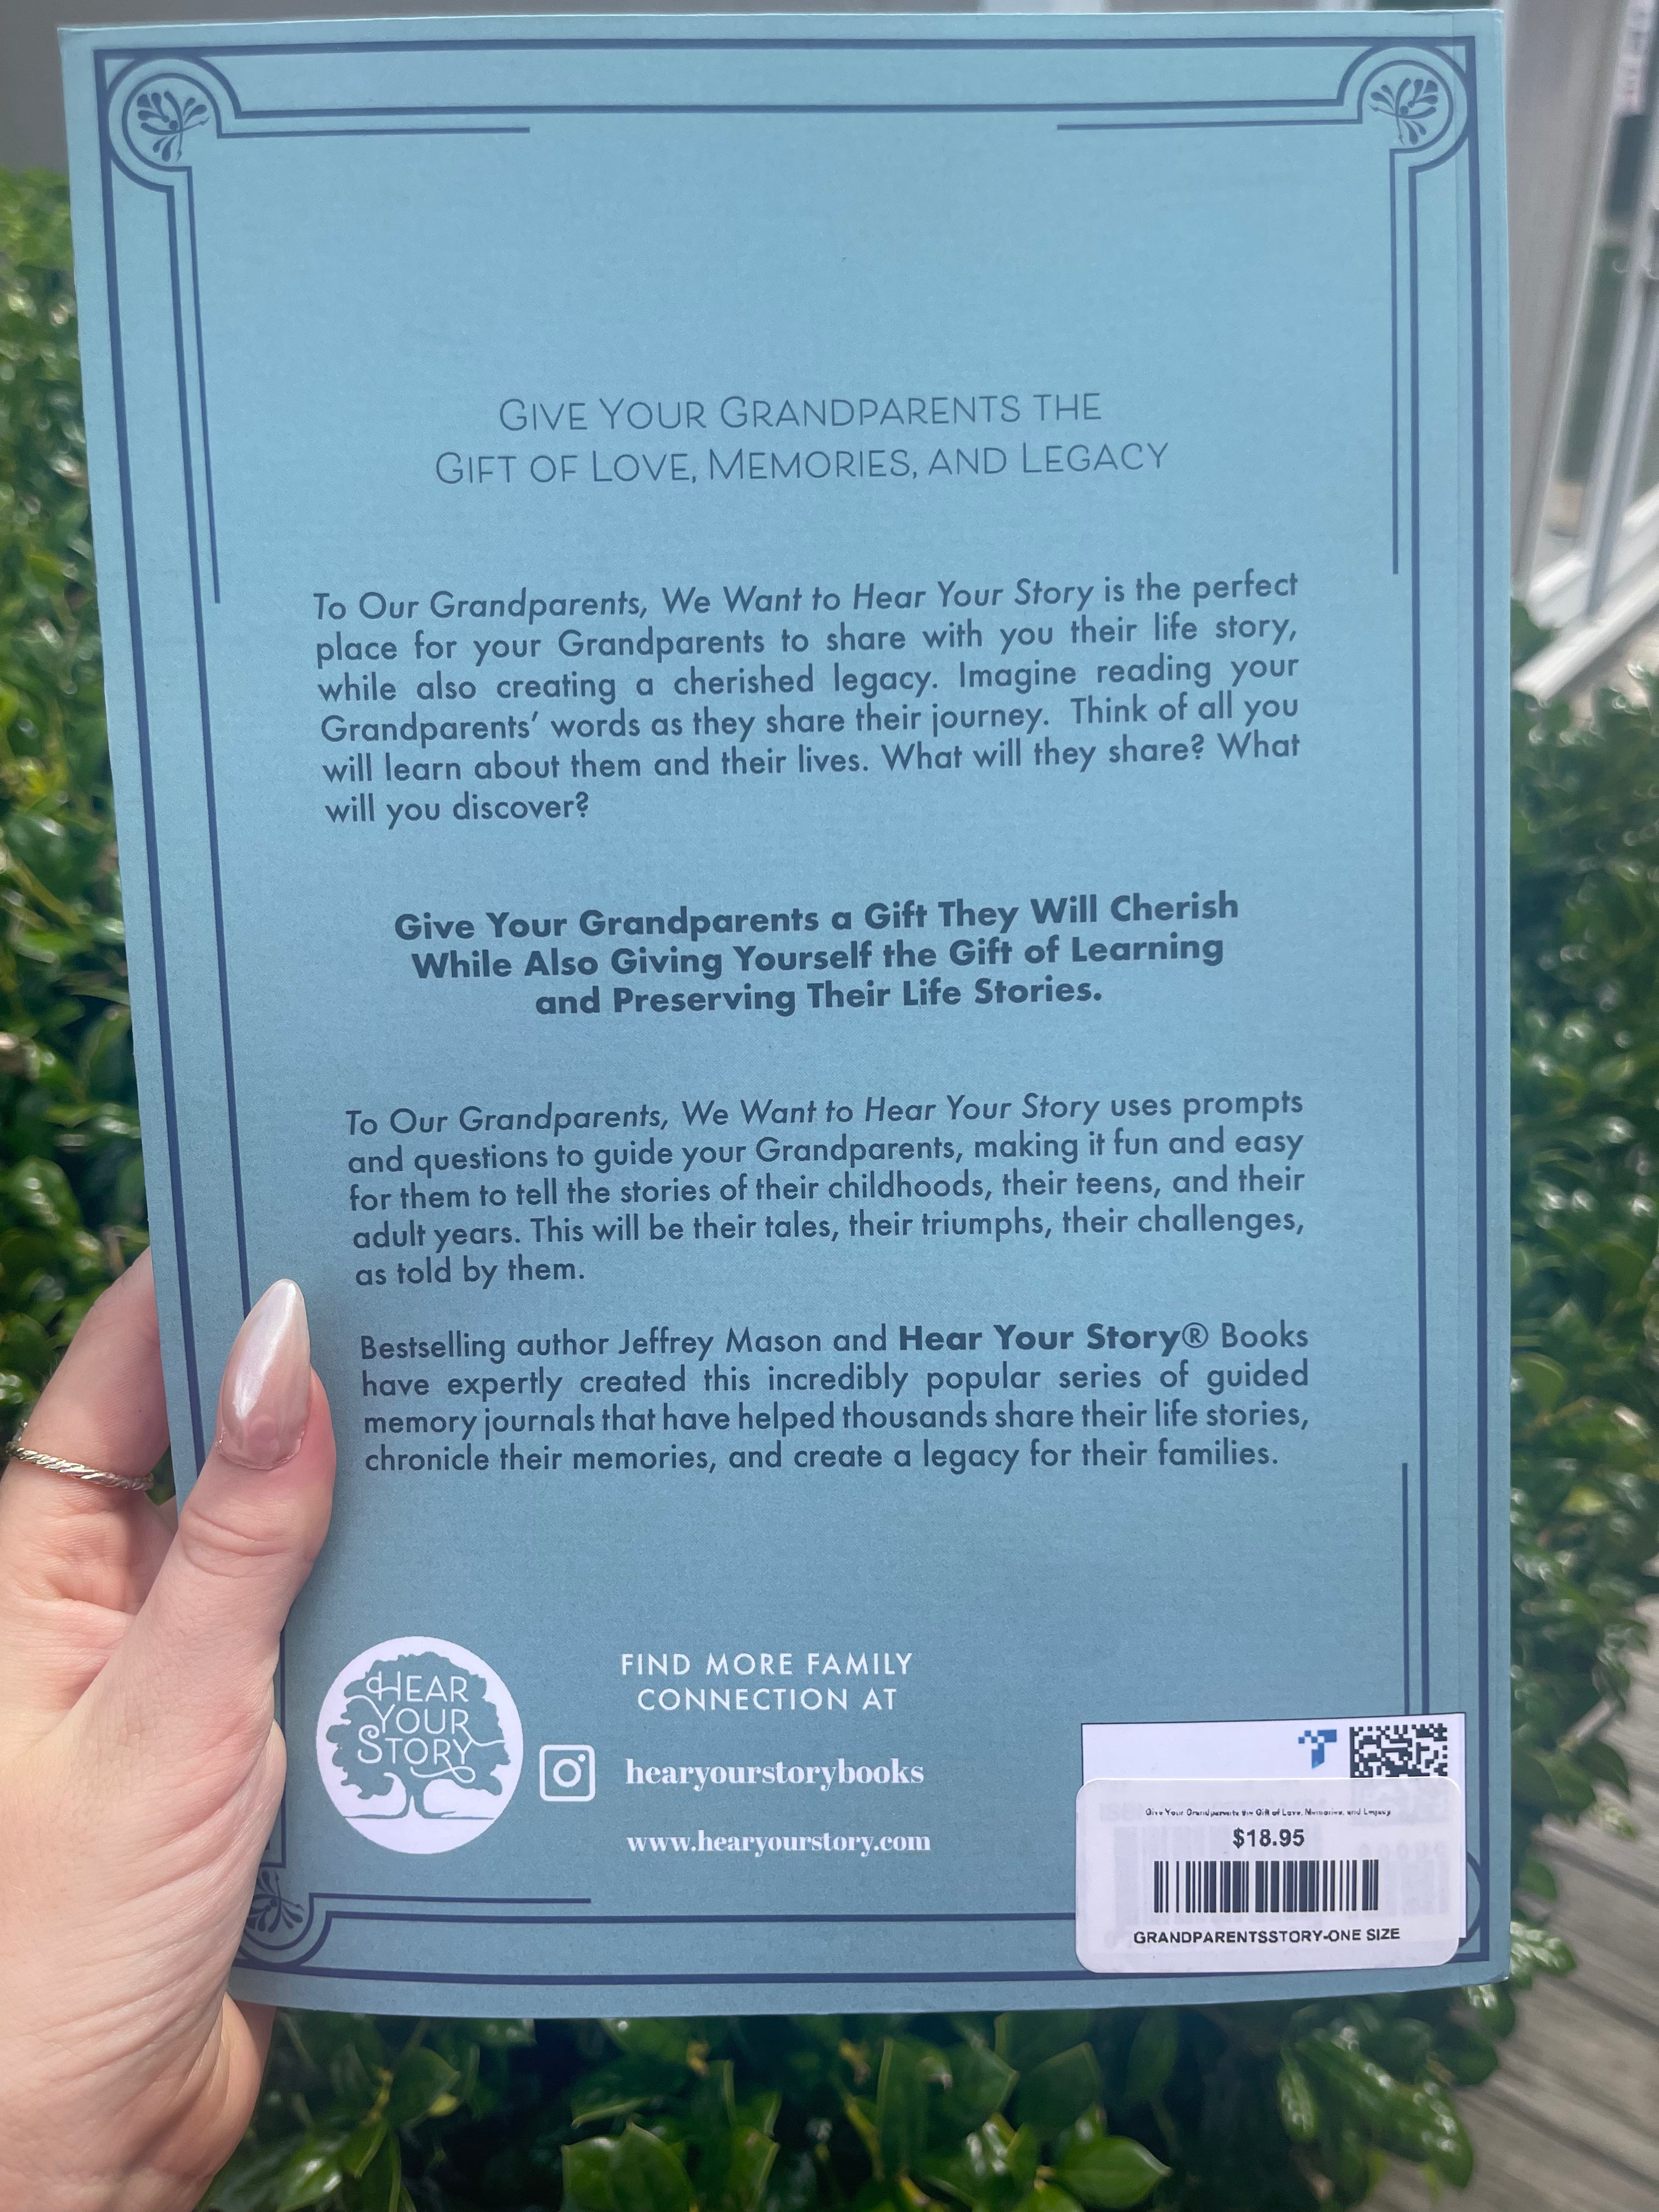 GIVE YOUR GRANDPARENTS THE
GIFT OF LOVE, MEMORIES, AND LEGACY
To Our Grandparents, We Want to Hear Your Story is the perfect
place for your Grandparents to share with you their life story,
while also creating a cherished legacy. Imagine reading your
Grandparents' words as they share their journey. Think of all you
will learn about them and their lives. What will they share? What
will you discover?
Give Your Grandparents a Gift They Will Cherish
While Also Giving Yourself the Gift of Learning
and Preserving Their Life Stories.
To Our Grandparents, We Want to Hear Your Story uses prompts
and questions to guide your Grandparents, making it fun and easy
for them to tell the stories of their childhoods, their teens, and their
adult years. This will be their tales, their triumphs, their challenges,
as told by them.
Bestselling author Jeffrey Mason and Hear Your Story® Books
have expertly created this incredibly popular series of guided
memory journals that have helped thousands share their life stories,
chronicle their memories, and create a legacy for their families.
HEAR
YOUR
STORY
FIND MORE FAMILY
CONNECTION AT
hearyourstorybooks
www.hearyourstory.com
Give Your Grandparents the Gift of Love, Memories, and Legacy
$18.95
GRANDPARENTSSTORY-ONE SIZE